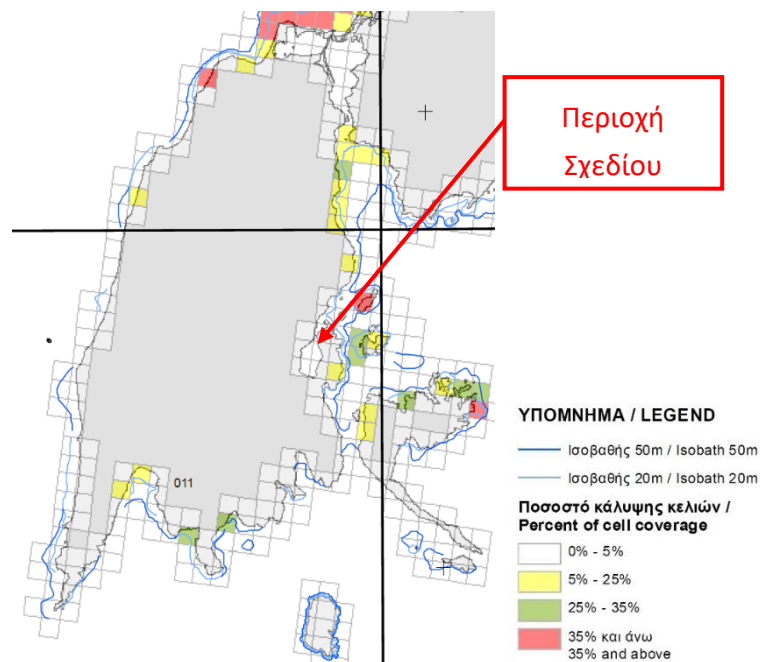 Περιοχή
Σχεδίου
011
ΥΠΟΜΝΗΜΑ / LEGEND
Ισοβαθής 50m / Isobath 50m
Ισοβαθής 20m / Isobath 20m
Ποσοστό κάλυψης κελιών /
Percent of cell coverage
0% - 5%
5% - 25%
25% - 35%
35% και άνω
35% and above